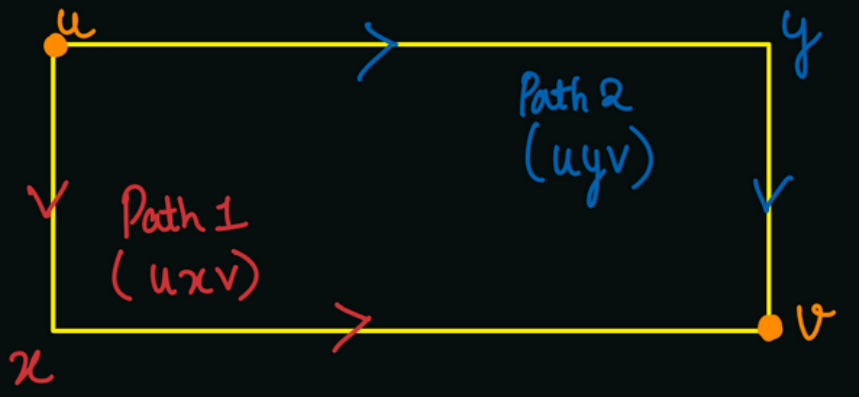 u
y
Path 2
(uyv)
Path 1
(uxv)
v
x